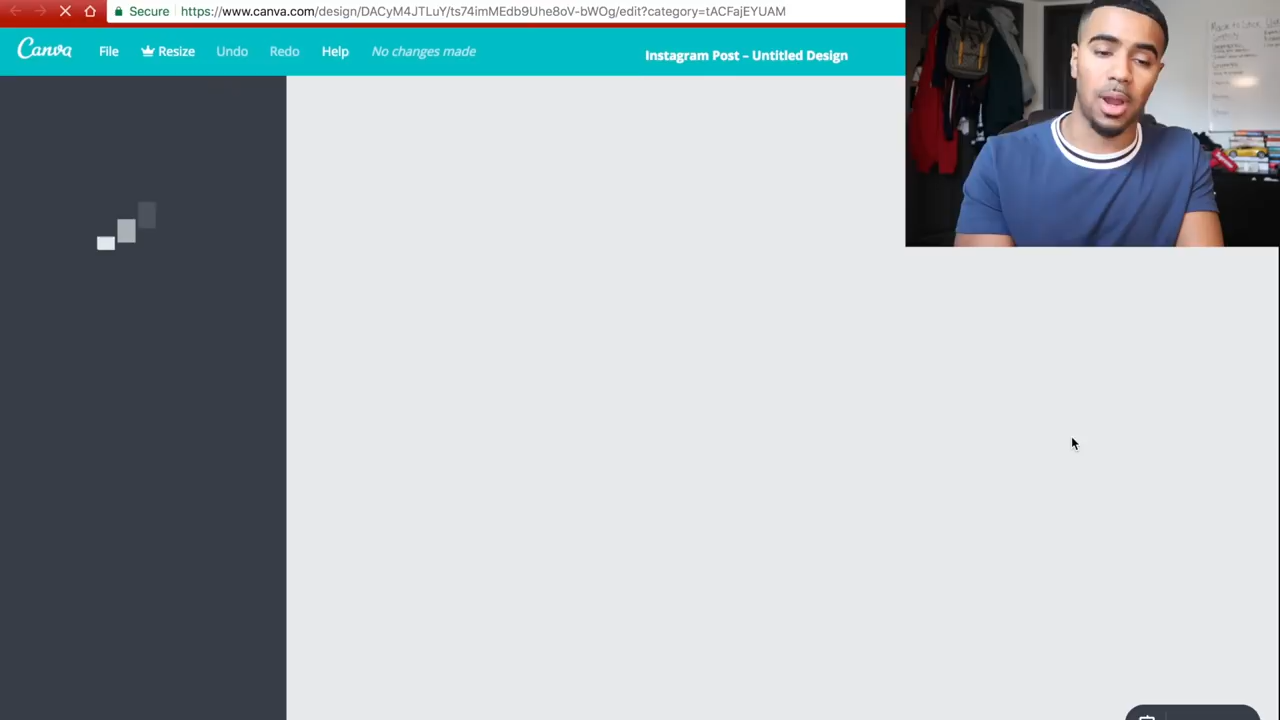 Secure https://www.canva.com/design/DACyM4JTLuY/ts74imMEdb9Uhe8oV-bWOg/edit?category=tACFajEYUAM
Canva File Resize Undo Redo Help No changes made Instagram Post – Untitled Design